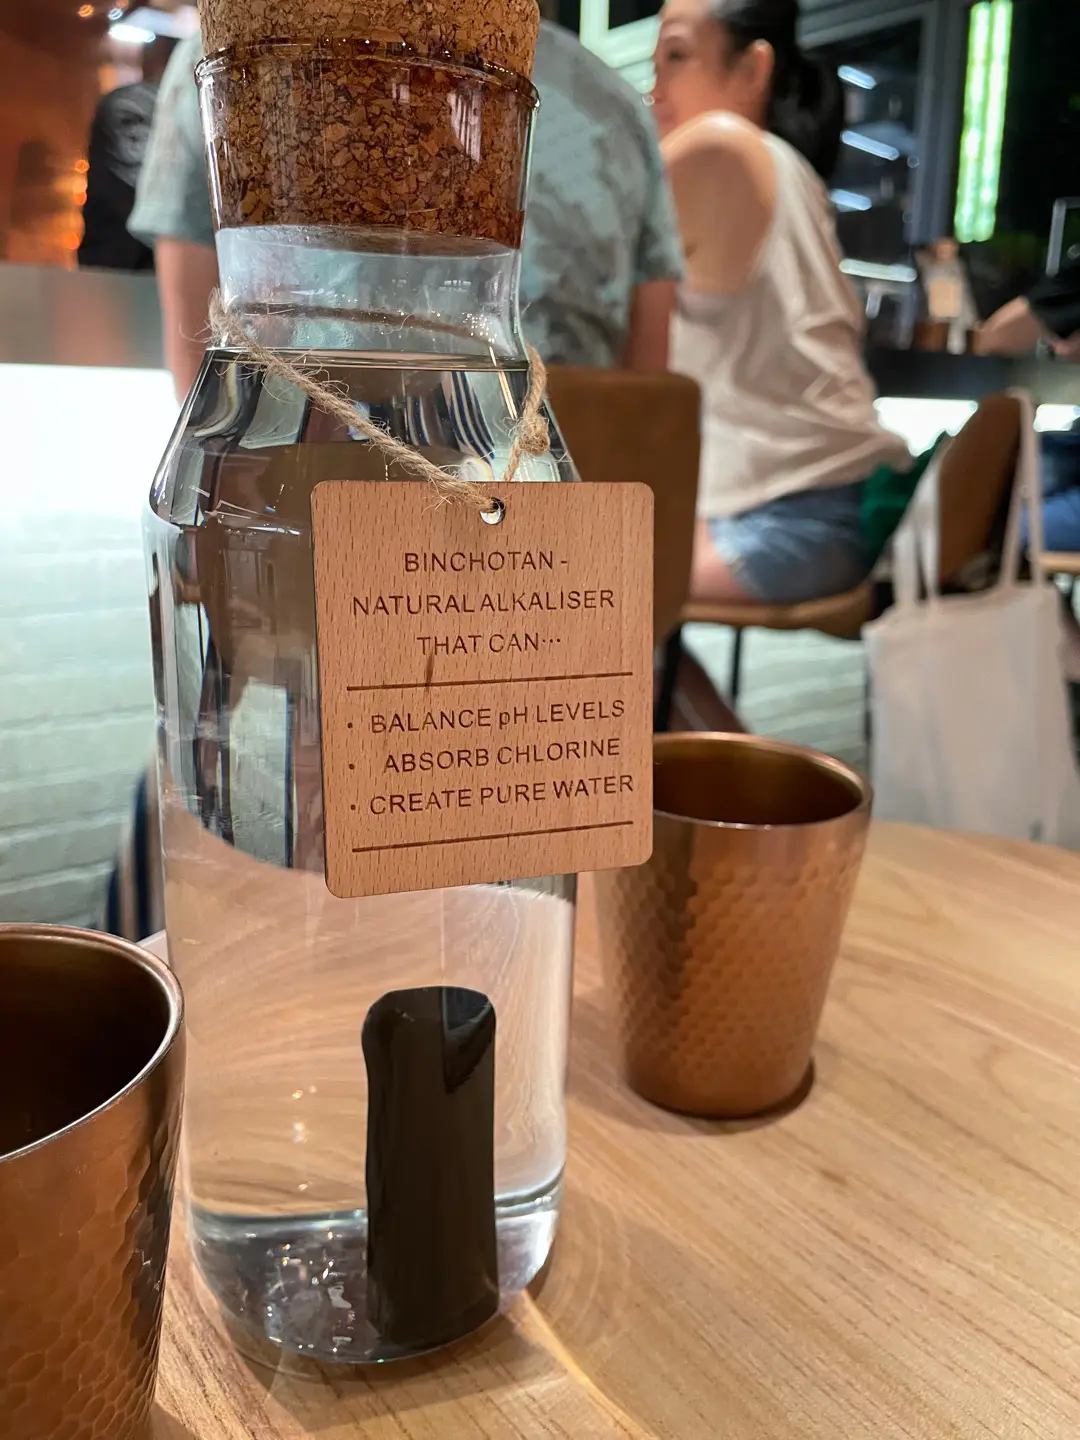 BINCHOTAN -
NATURAL ALKALISER
THAT CAN···
· BALANCE pH LEVELS
· ABSORB CHLORINE
· CREATE PURE WATER